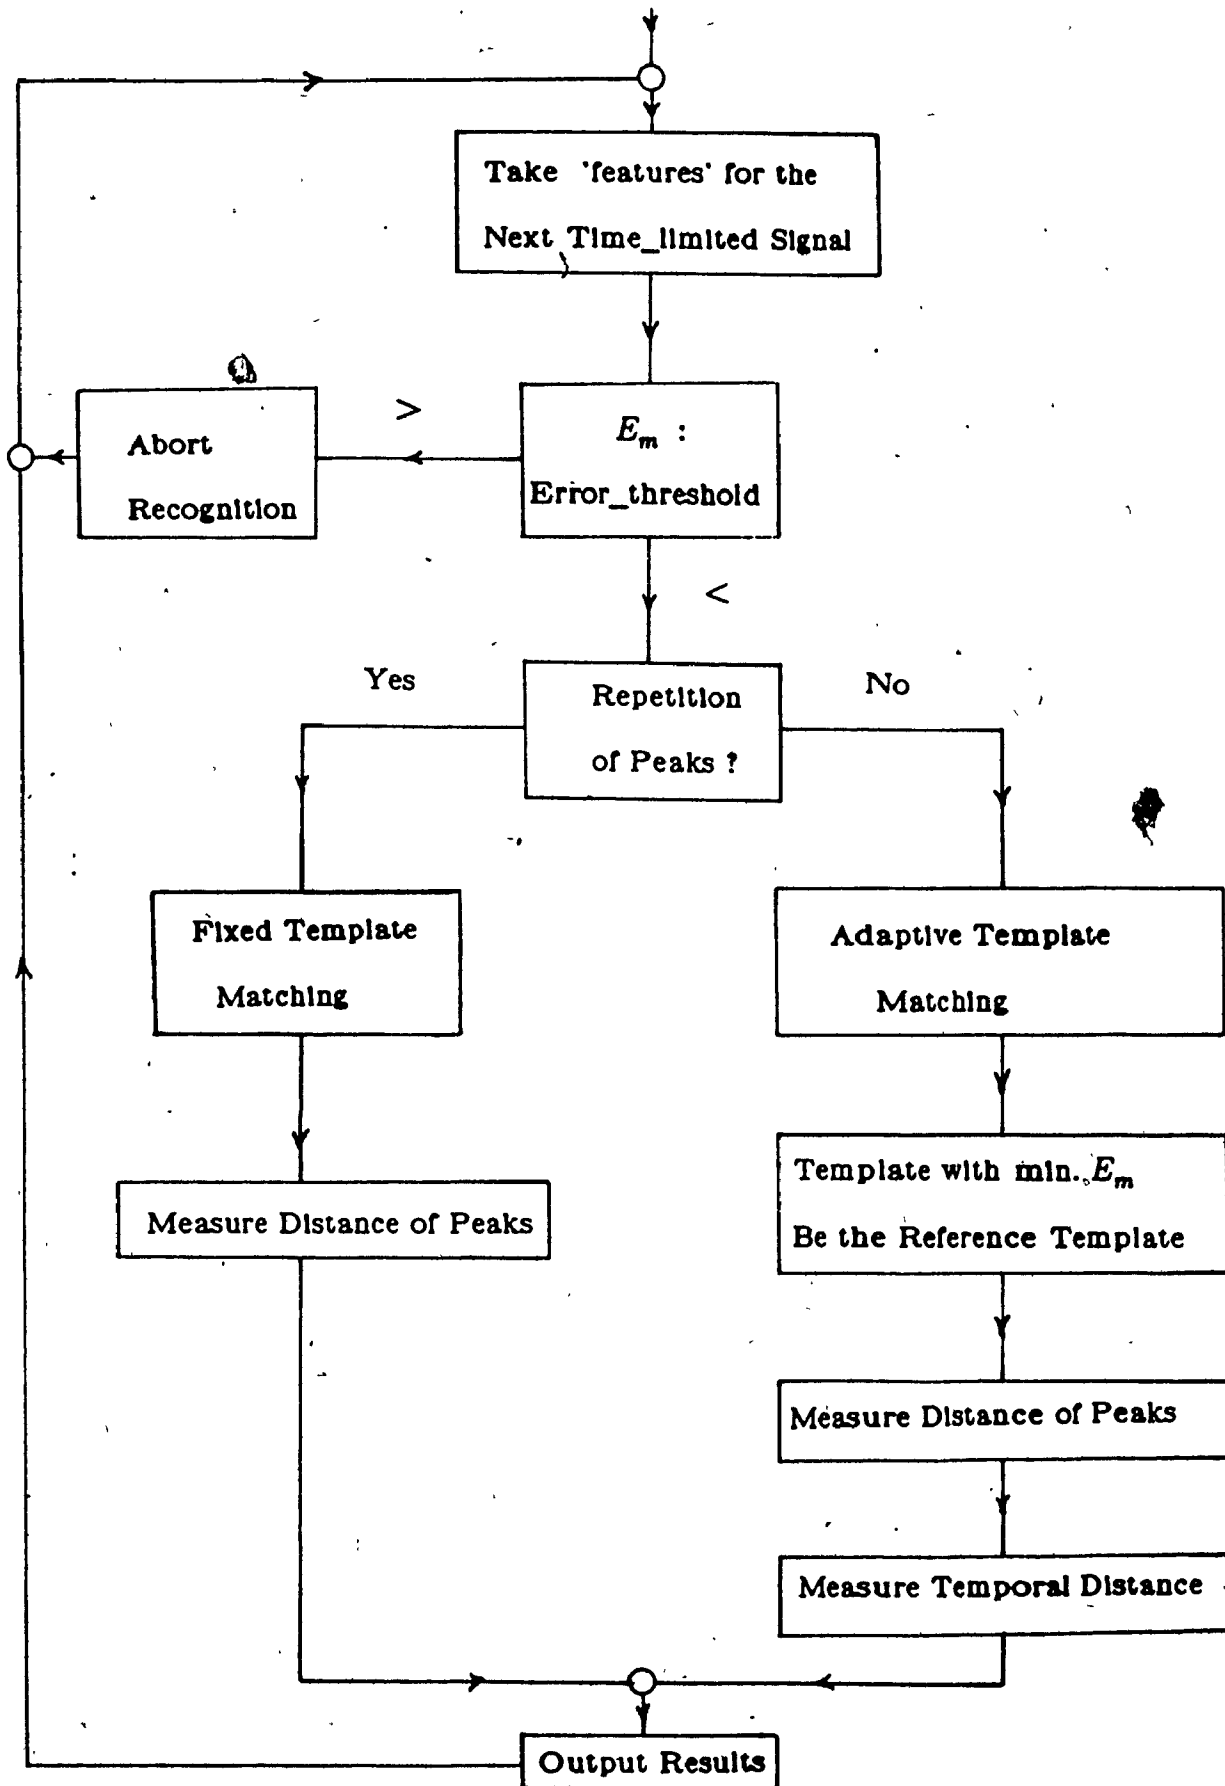 Take 'features' for the
Next Time_limited Signal
>
Abort
Recognition
E_m :
Error_threshold
<
Yes
Repetition
of Peaks ?
No
Fixed Template
Matching
Adaptive Template
Matching
Measure Distance of Peaks
Template with min. E_m
Be the Reference Template
Measure Distance of Peaks
Measure Temporal Distance
Output Results